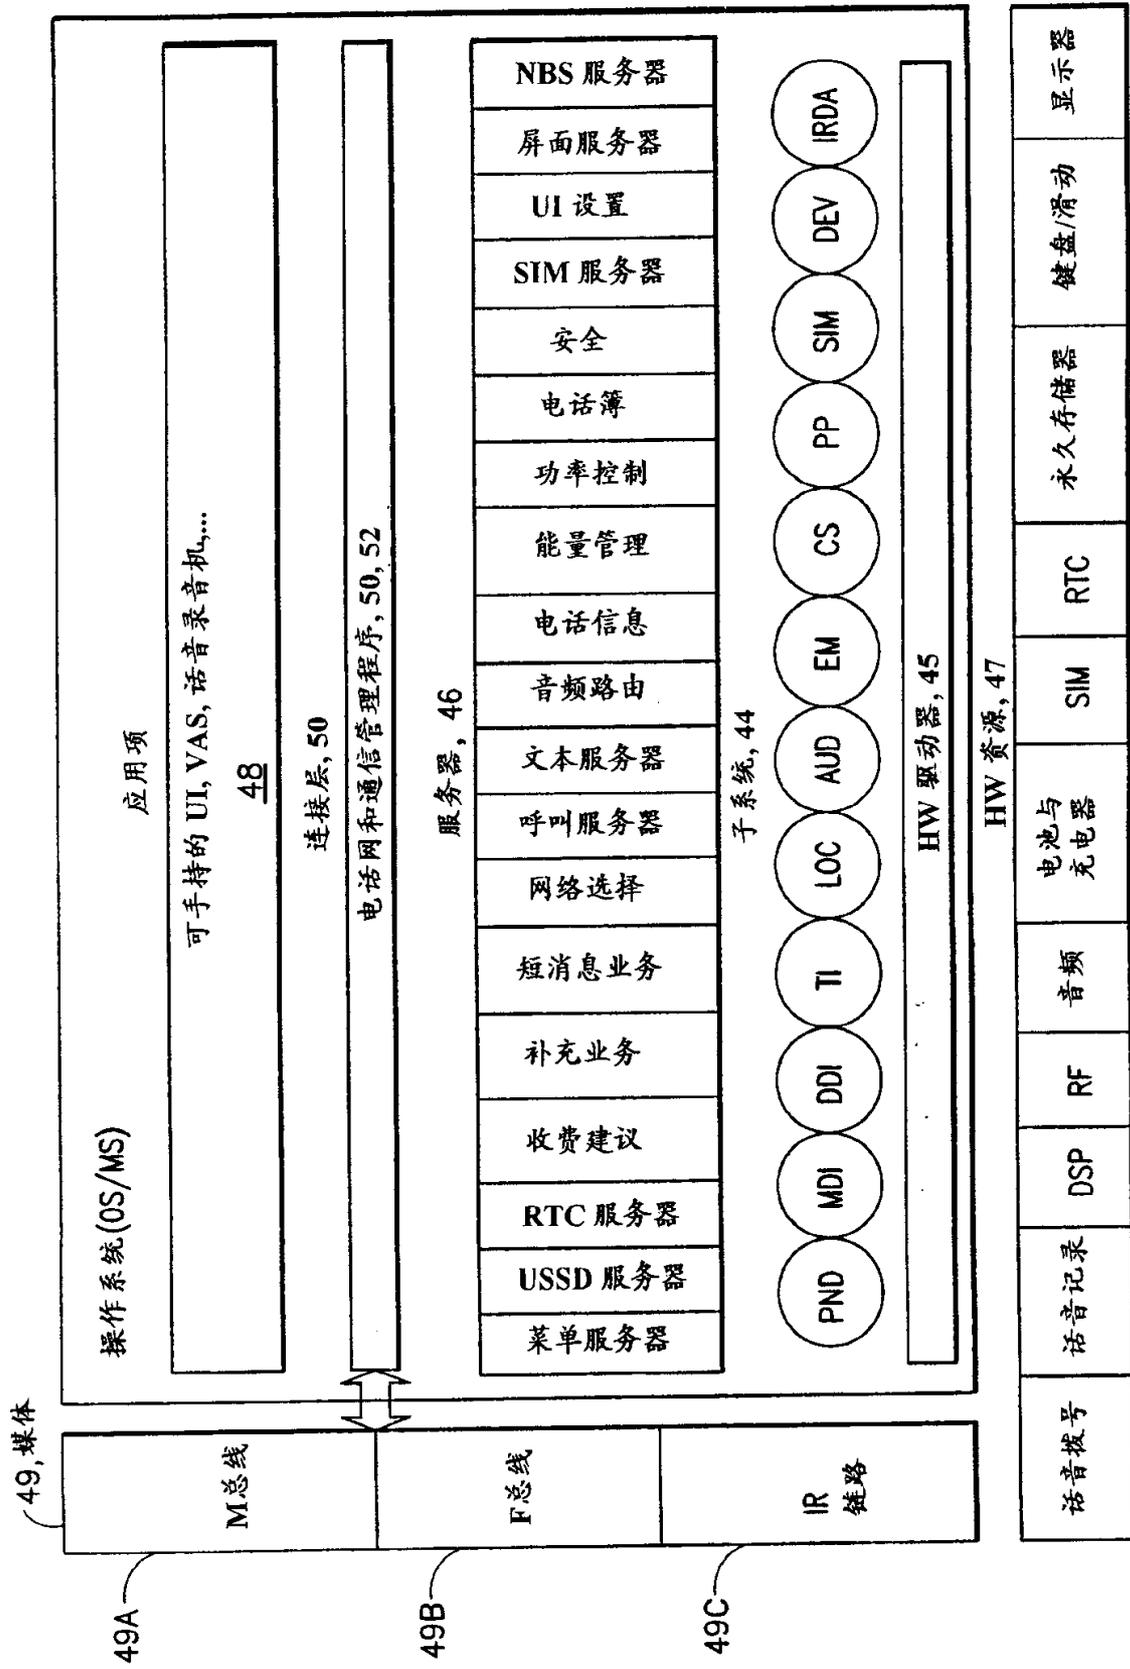 49, 媒体
49A
M总线
49B
F总线
49C
IR
链路
操作系统(OS/MS)
应用项
可手持的 UI, VAS, 话音录音机,...
48
连接层, 50
电话网和通信管理程序, 50, 52
服务器, 46
菜单服务器
USSD 服务器
RTC 服务器
收费建议
补充业务
短消息业务
网络选择
呼叫服务器
文本服务器
音频路由
电话信息
能量管理
功率控制
电话簿
安全
SIM 服务器
UI 设置
屏面服务器
NBS 服务器
子系统, 44
PND
MDI
DDI
TI
LOC
AUD
EM
CS
PP
SIM
DEV
IRDA
HW 驱动器, 45
HW 资源, 47
话音拨号
话音记录
DSP
RF
音频
电池与
充电器
SIM
RTC
永久存储器
键盘/滑动
显示器